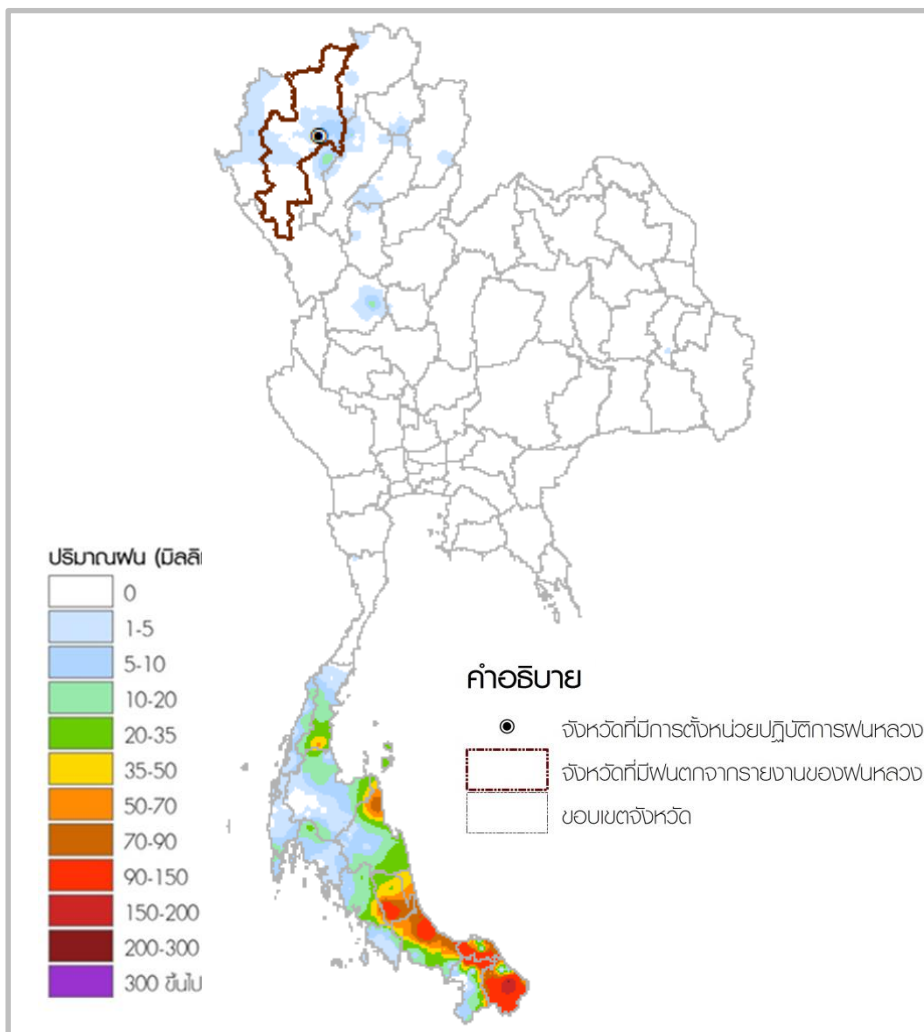 ปริมาณฝน (มิลลิ
0
1-5
5-10
10-20
20-35
35-50
50-70
70-90
90-150
150-200
200-300
300 ขึ้นไป
คำอธิบาย
จังหวัดที่มีการตั้งหน่วยปฏิบัติการฝนหลวง
จังหวัดที่มีฝนตกจากรายงานของฝนหลวง
ขอบเขตจังหวัด